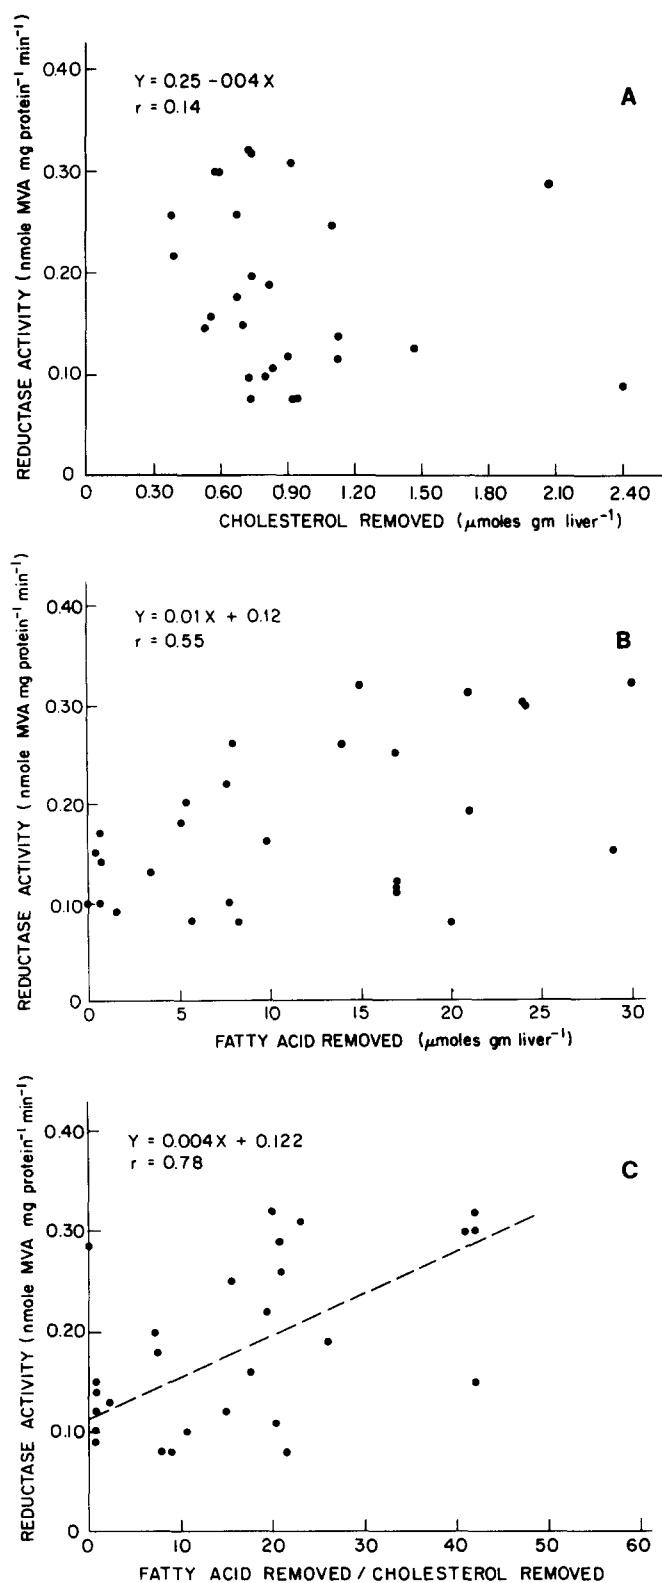 A
Y = 0.25 -004 X
r = 0.14
REDUCTASE ACTIVITY (nmole MVA mg protein⁻¹ min⁻¹)
0.40
0.30
0.20
0.10
0
0 0.30 0.60 0.90 1.20 1.50 1.80 2.10 2.40
CHOLESTEROL REMOVED (μmoles gm liver⁻¹)
B
Y = 0.01X + 0.12
r = 0.55
REDUCTASE ACTIVITY (nmole MVA mg protein⁻¹ min⁻¹)
0.40
0.30
0.20
0.10
0
0 5 10 15 20 25 30
FATTY ACID REMOVED (μmoles gm liver⁻¹)
C
Y = 0.004X + 0.122
r = 0.78
REDUCTASE ACTIVITY (nmole MVA mg protein⁻¹ min⁻¹)
0.40
0.30
0.20
0.10
0
0 10 20 30 40 50 60
FATTY ACID REMOVED / CHOLESTEROL REMOVED